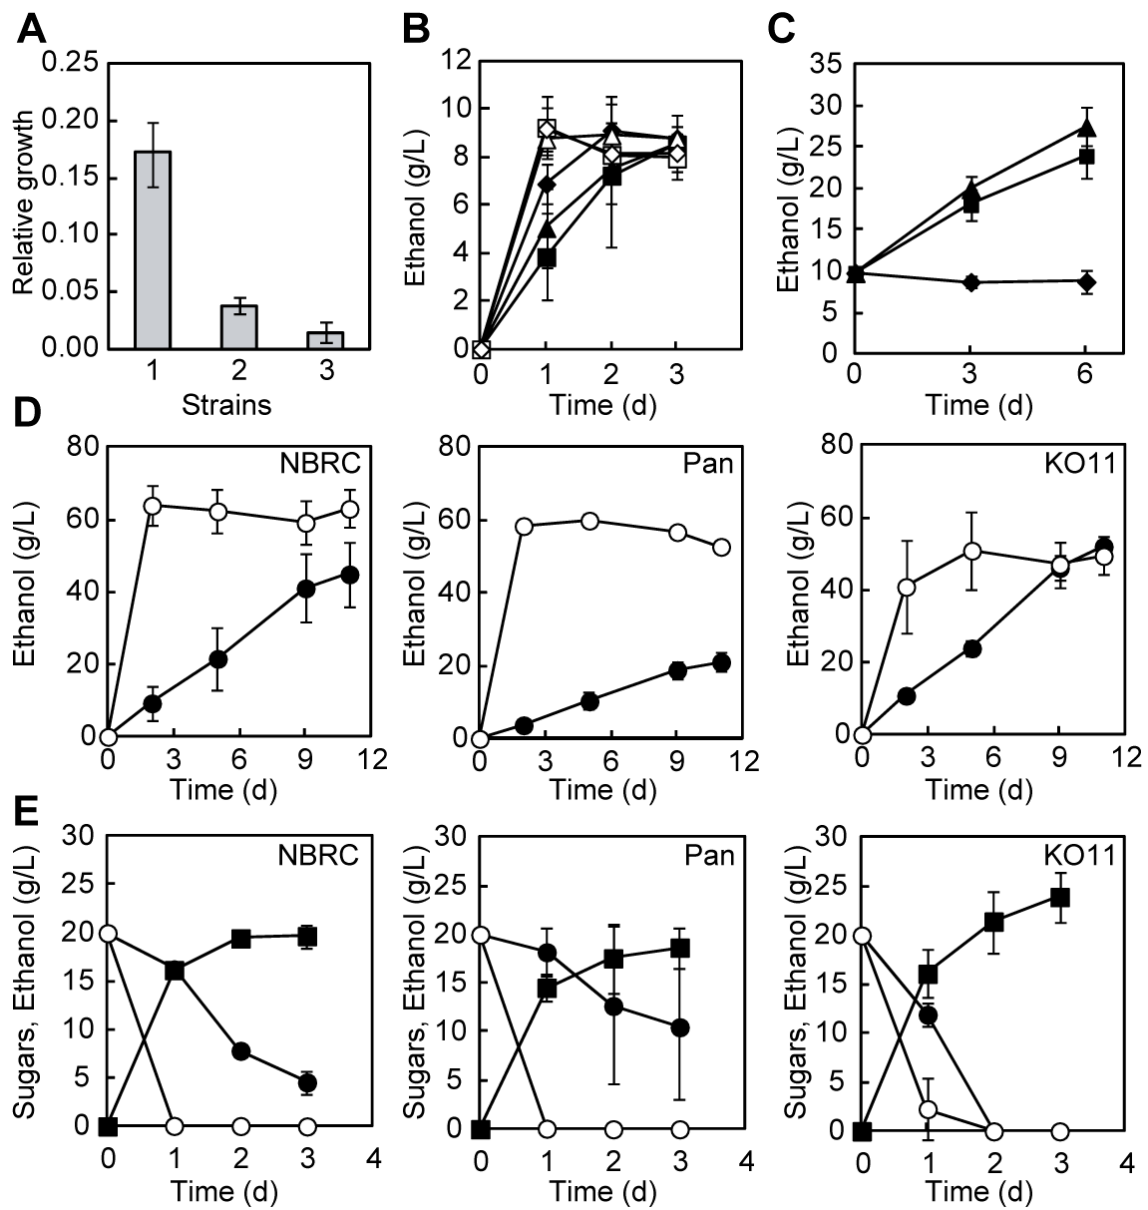 A
0.25
0.20
0.15
0.10
0.05
0.00
Relative growth
1 2 3
Strains
B
12
10
8
6
4
2
0
Ethanol (g/L)
0 1 2 3
Time (d)
C
35
30
25
20
15
10
5
0
Ethanol (g/L)
0 3 6
Time (d)
D
NBRC
80
60
40
20
0
Ethanol (g/L)
0 3 6 9 12
Time (d)
Pan
80
60
40
20
0
Ethanol (g/L)
0 3 6 9 12
Time (d)
KO11
80
60
40
20
0
Ethanol (g/L)
0 3 6 9 12
Time (d)
E
NBRC
30
25
20
15
10
5
0
Sugars, Ethanol (g/L)
0 1 2 3 4
Time (d)
Pan
30
25
20
15
10
5
0
Sugars, Ethanol (g/L)
0 1 2 3 4
Time (d)
KO11
30
25
20
15
10
5
0
Sugars, Ethanol (g/L)
0 1 2 3 4
Time (d)